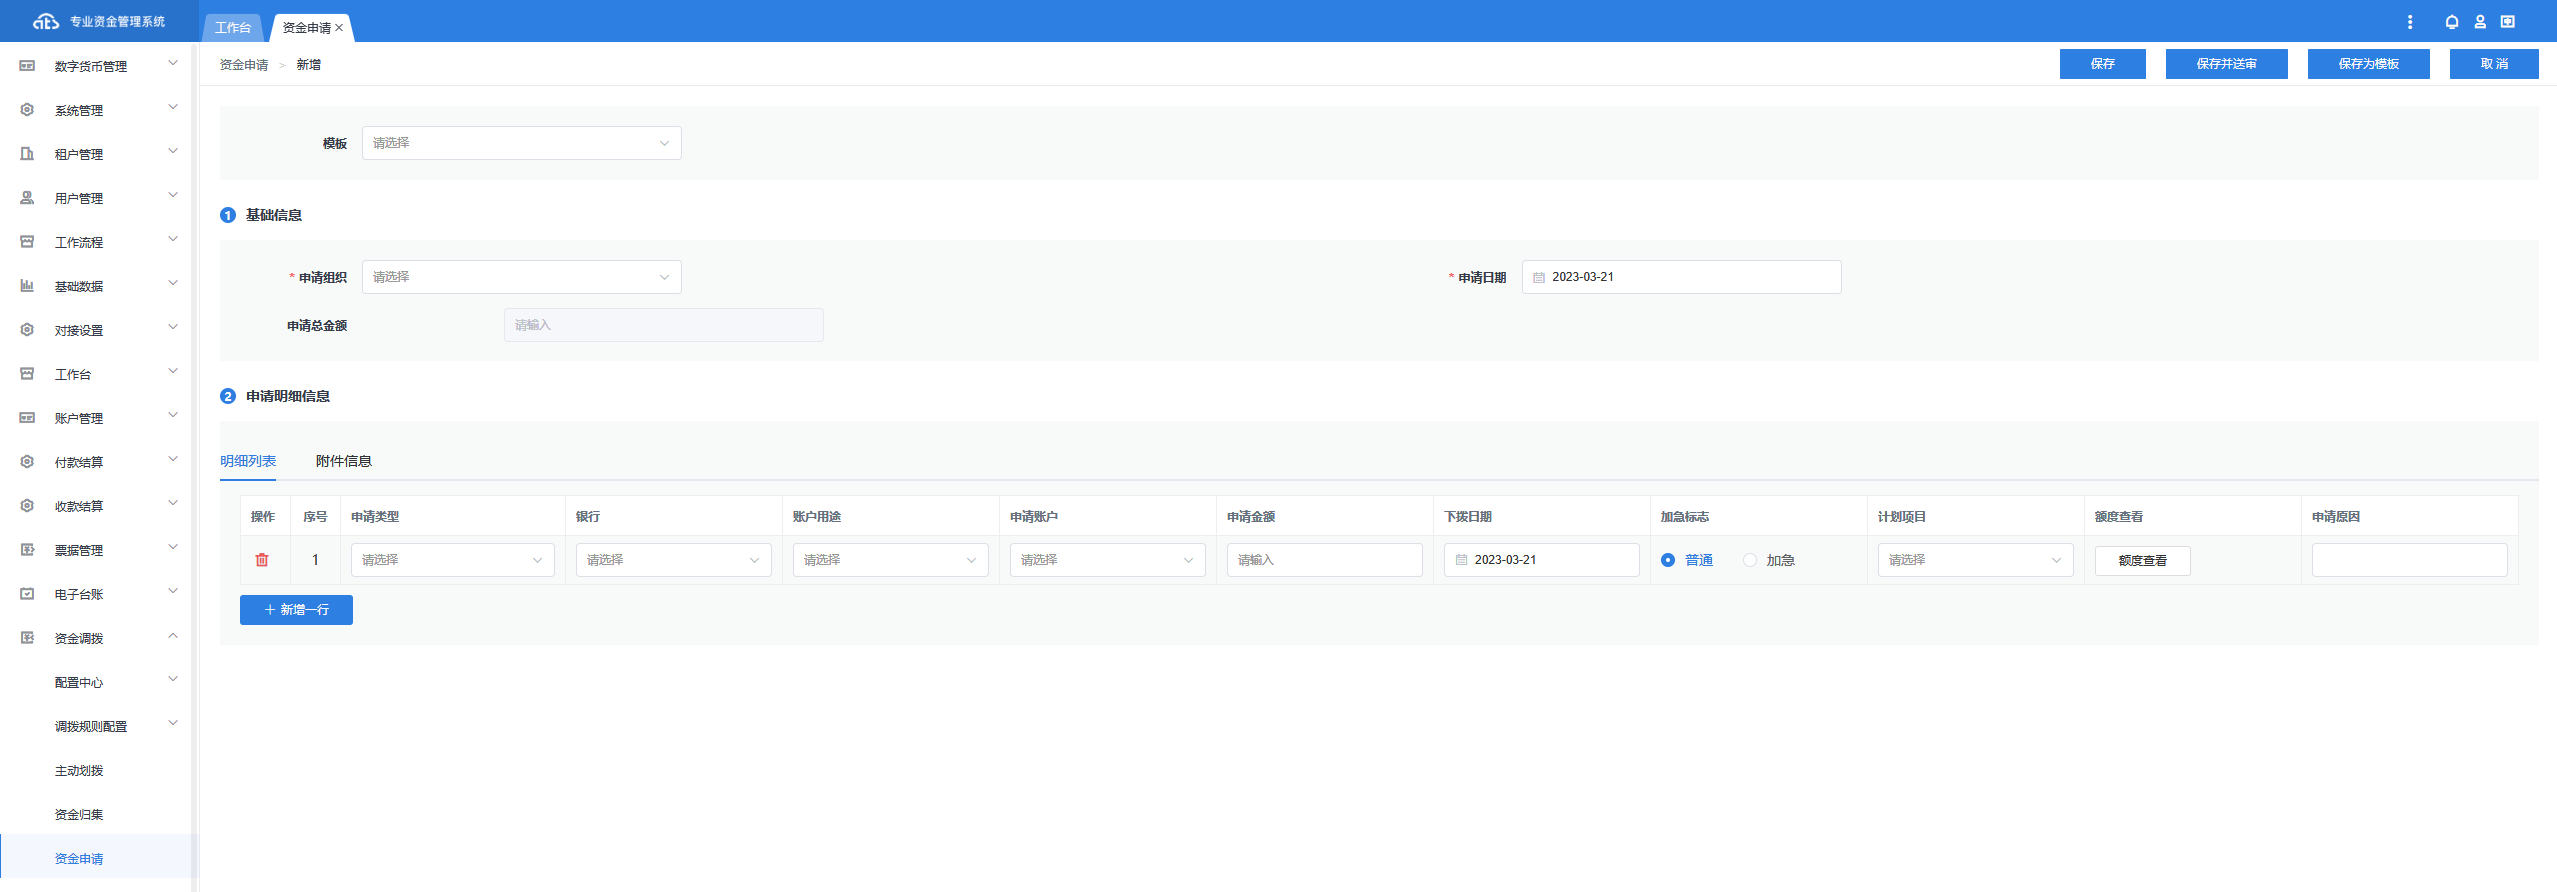 ats 专业资金管理系统
工作台
资金申请
数字货币管理
系统管理
租户管理
用户管理
工作流程
基础数据
对接设置
工作台
账户管理
付款结算
收款结算
票据管理
电子台账
资金调拨
配置中心
调拨规则配置
主动划拨
资金归集
资金申请
资金申请 > 新增
保存 保存并送审 保存为模板 取 消
模板 请选择
1 基础信息
* 申请组织 请选择 * 申请日期 2023-03-21
申请总金额 请输入
2 申请明细信息
明细列表 附件信息
操作 序号 申请类型 银行 账户用途 申请账户 申请金额 下拨日期 加急标志 计划项目 额度查看 申请原因
1 请选择 请选择 请选择 请选择 请输入 2023-03-21 普通 加急 请选择 额度查看
+ 新增一行